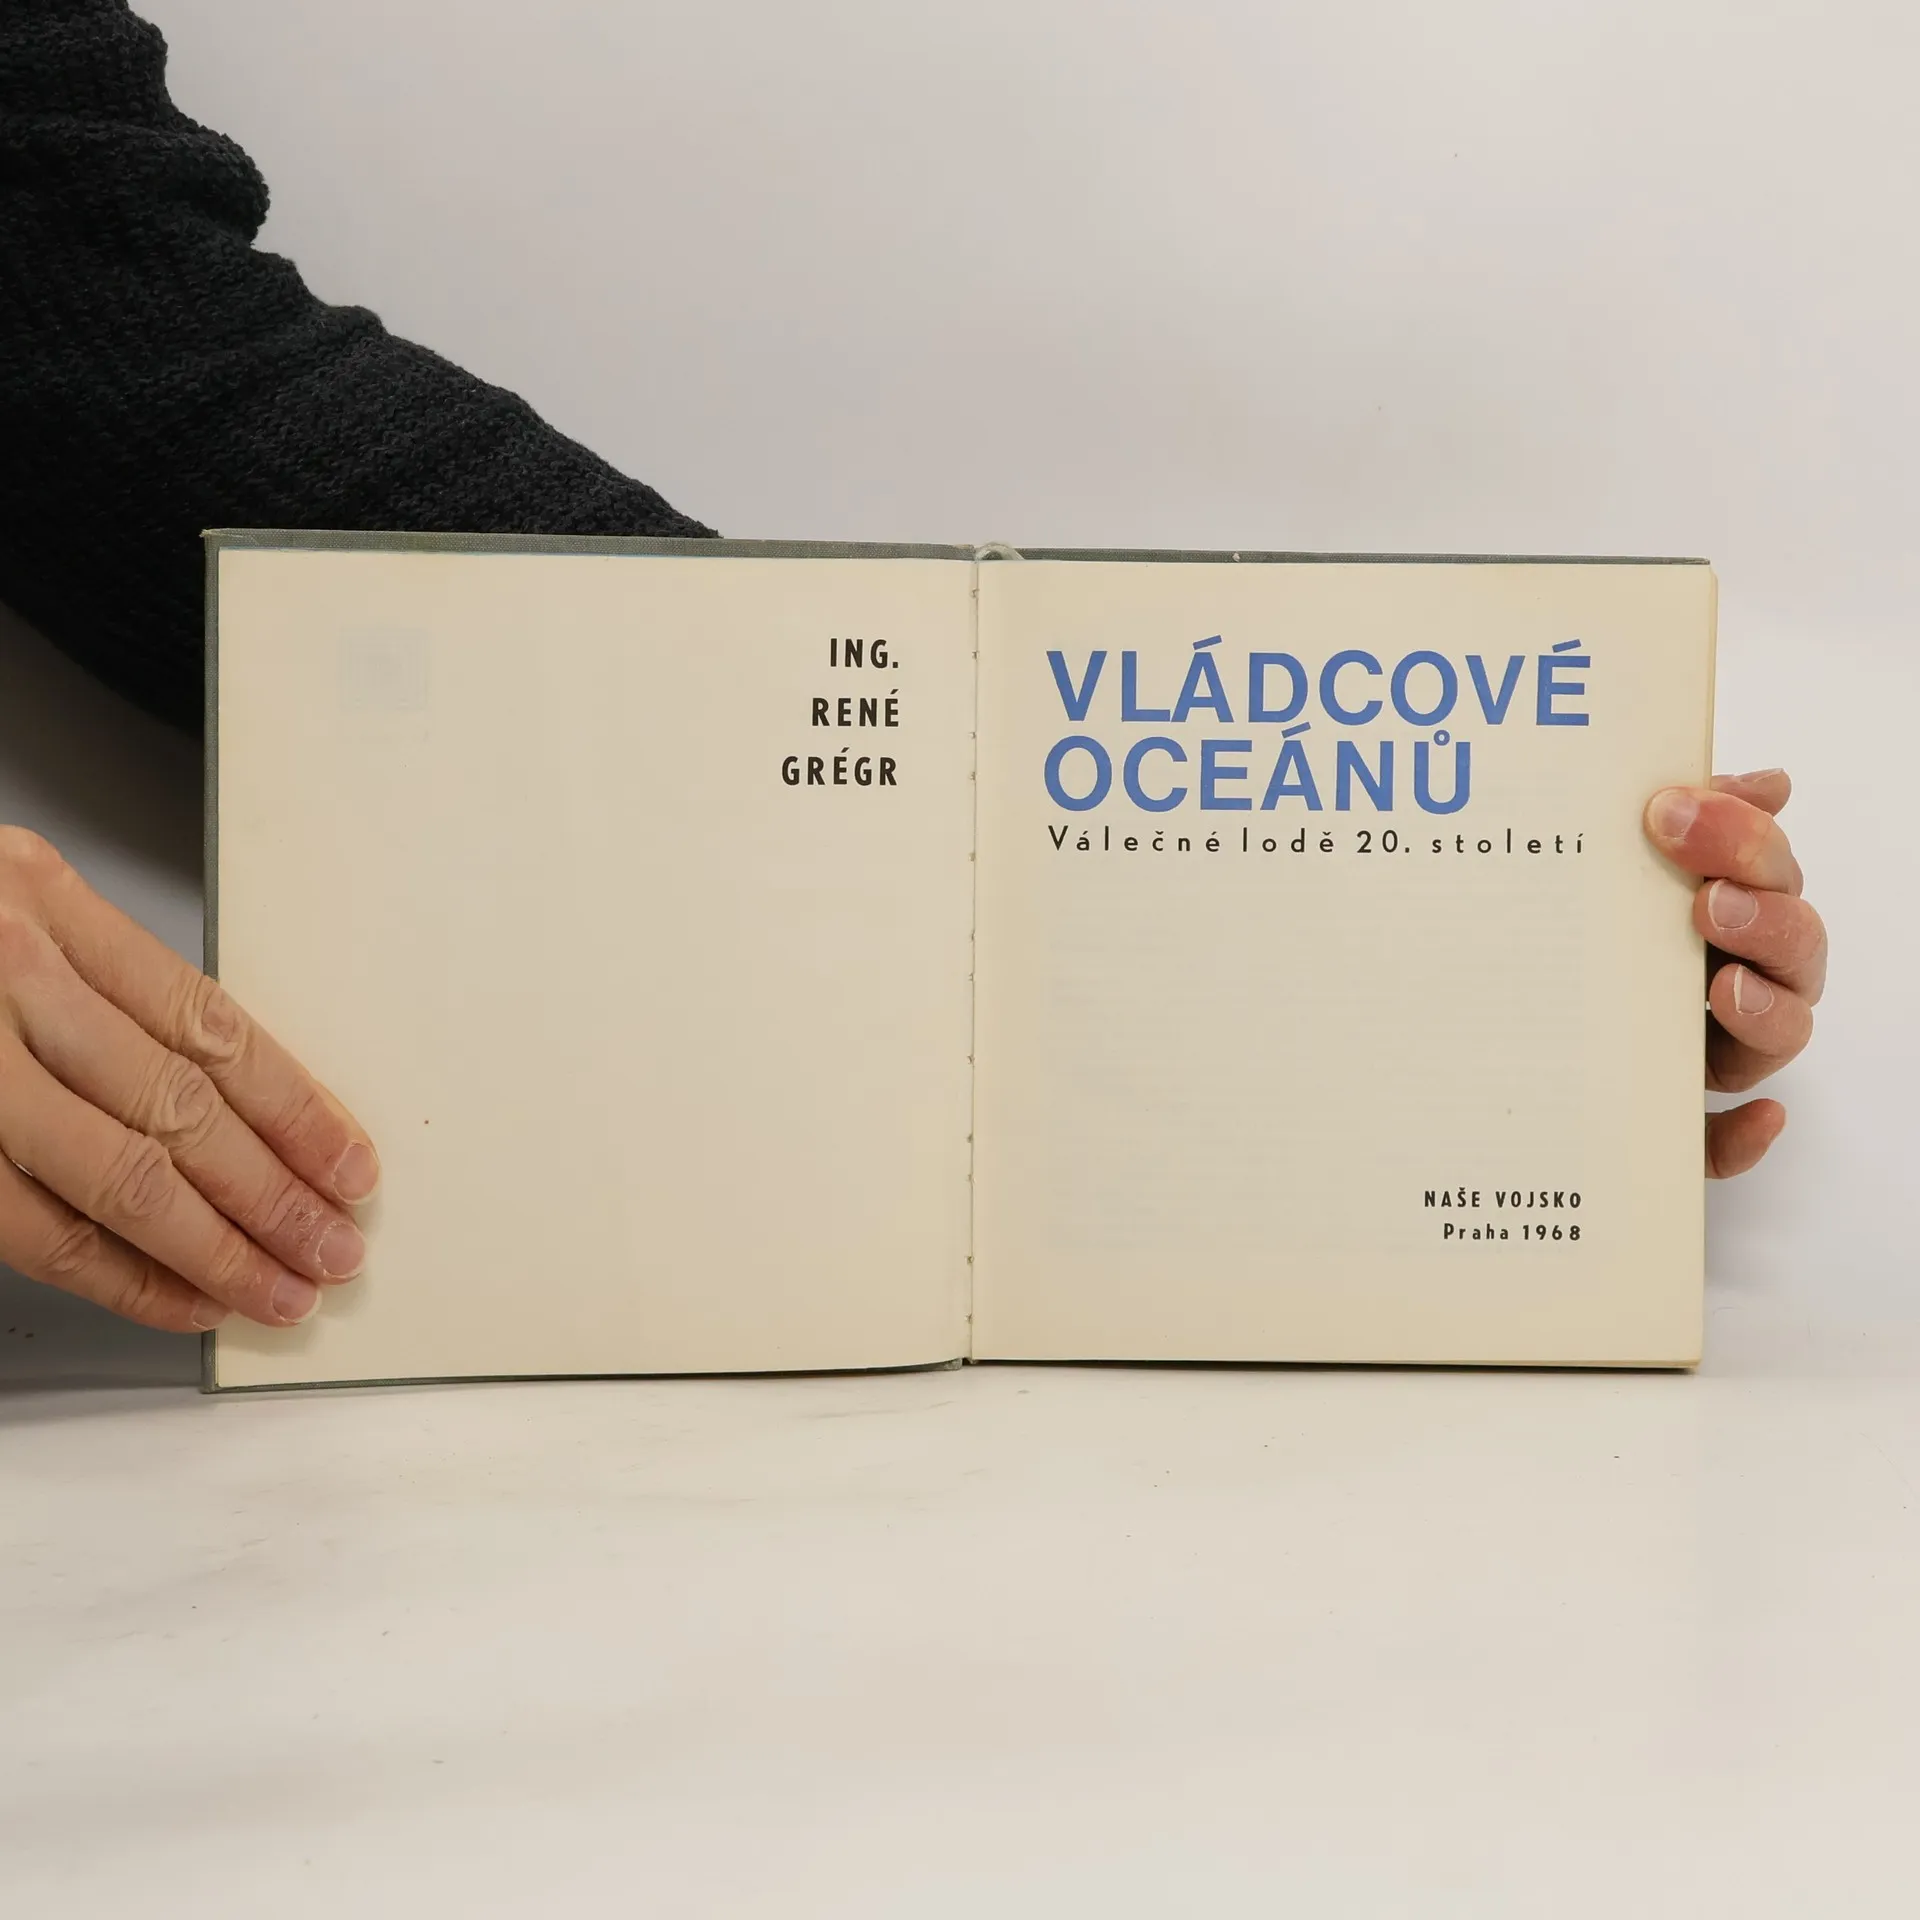 ING.
RENÉ
GRÉGR
VLÁDCOVÉ
OCEÁNŮ
Válečné lodě 20. století
NAŠE VOJSKO
Praha 1968